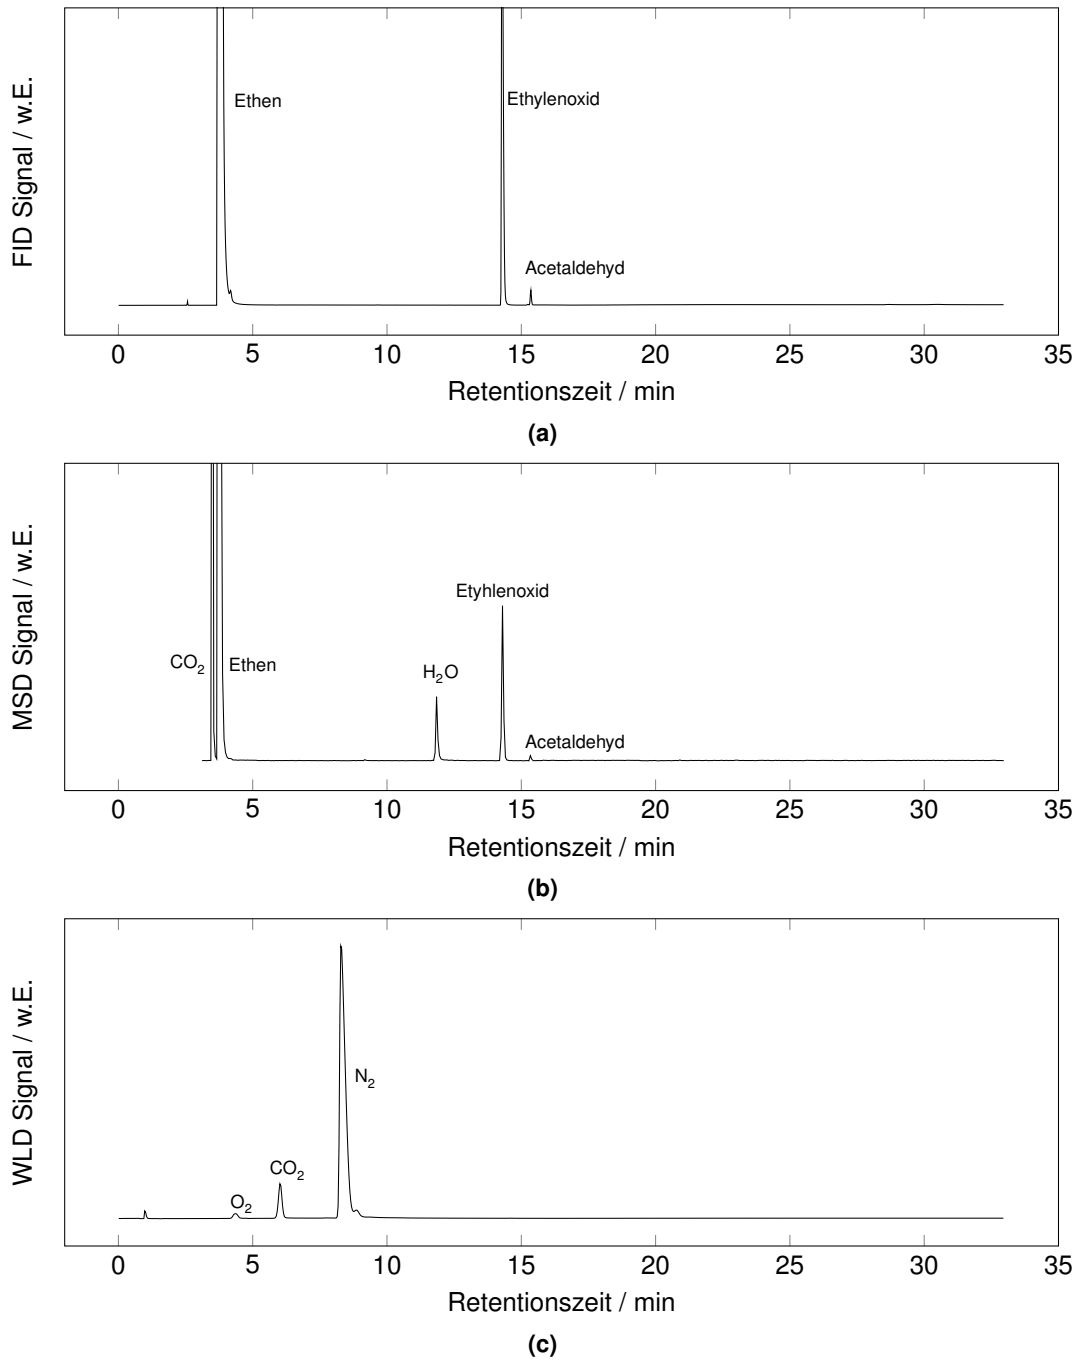 FID Signal / w.E.
Ethen
Ethylenoxid
Acetaldehyd
0 5 10 15 20 25 30 35
Retentionszeit / min
(a)
MSD Signal / w.E.
CO2
Ethen
H2O
Etyhlenoxid
Acetaldehyd
0 5 10 15 20 25 30 35
Retentionszeit / min
(b)
WLD Signal / w.E.
O2
CO2
N2
0 5 10 15 20 25 30 35
Retentionszeit / min
(c)